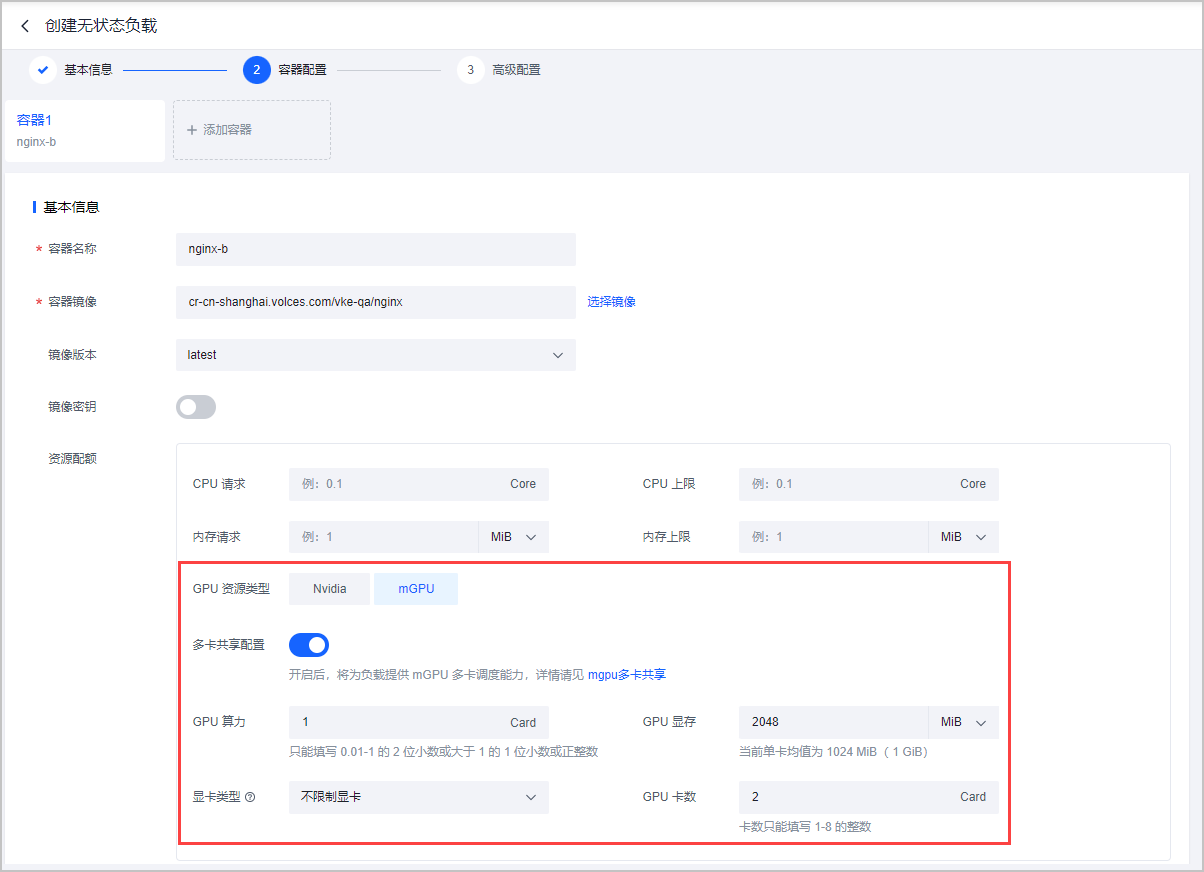 创建无状态负载
基本信息
2 容器配置
3 高级配置
容器1
nginx-b
+ 添加容器
基本信息
* 容器名称 nginx-b
* 容器镜像 cr-cn-shanghai.volces.com/vke-qa/nginx 选择镜像
镜像版本 latest
镜像密钥
资源配额
CPU 请求 例：0.1 Core CPU 上限 例：0.1 Core
内存请求 例：1 MiB 内存上限 例：1 MiB
GPU 资源类型 Nvidia mGPU
多卡共享配置
开启后，将为负载提供 mGPU 多卡调度能力，详情请见 mgpu多卡共享
GPU 算力 1 Card GPU 显存 2048 MiB
只能填写 0.01-1 的 2 位小数或大于 1 的 1 位小数或正整数 当前单卡均值为 1024 MiB（ 1 GiB）
显卡类型 ? 不限制显卡 GPU 卡数 2 Card
卡数只能填写 1-8 的整数